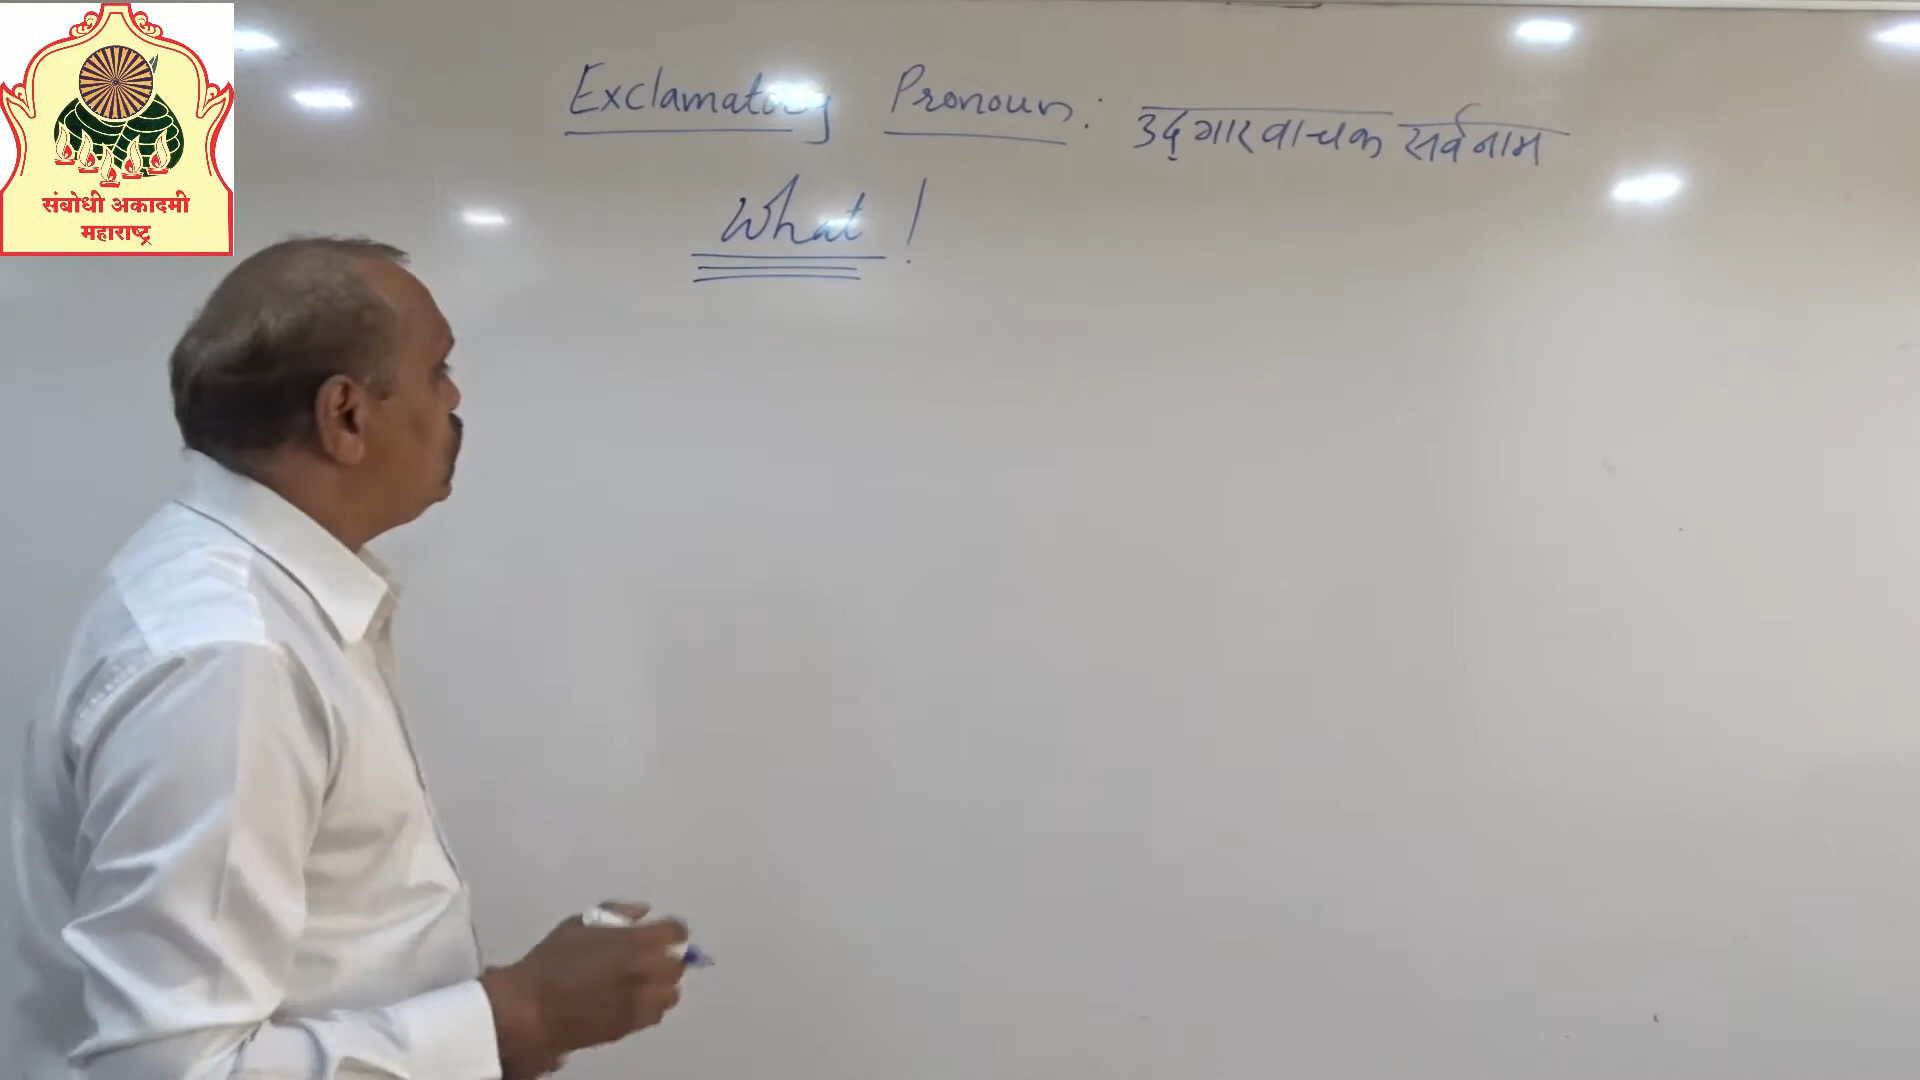 संबोधी अकादमी
महाराष्ट्र
Exclamatory Pronoun: उद्गारवाचक सर्वनाम
What !